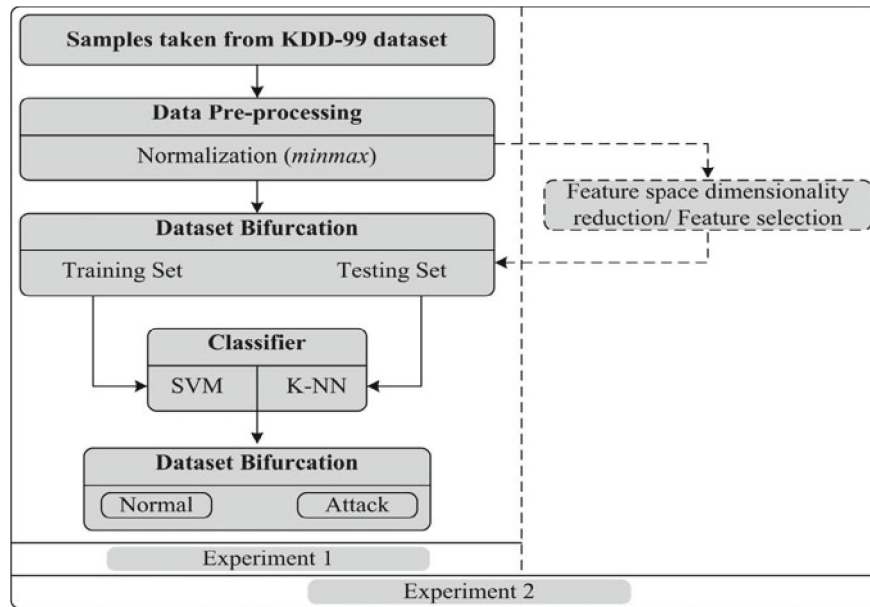 Samples taken from KDD-99 dataset
Data Pre-processing
Normalization (minmax)
Feature space dimensionality
reduction/ Feature selection
Dataset Bifurcation
Training Set Testing Set
Classifier
SVM K-NN
Dataset Bifurcation
Normal Attack
Experiment 1
Experiment 2